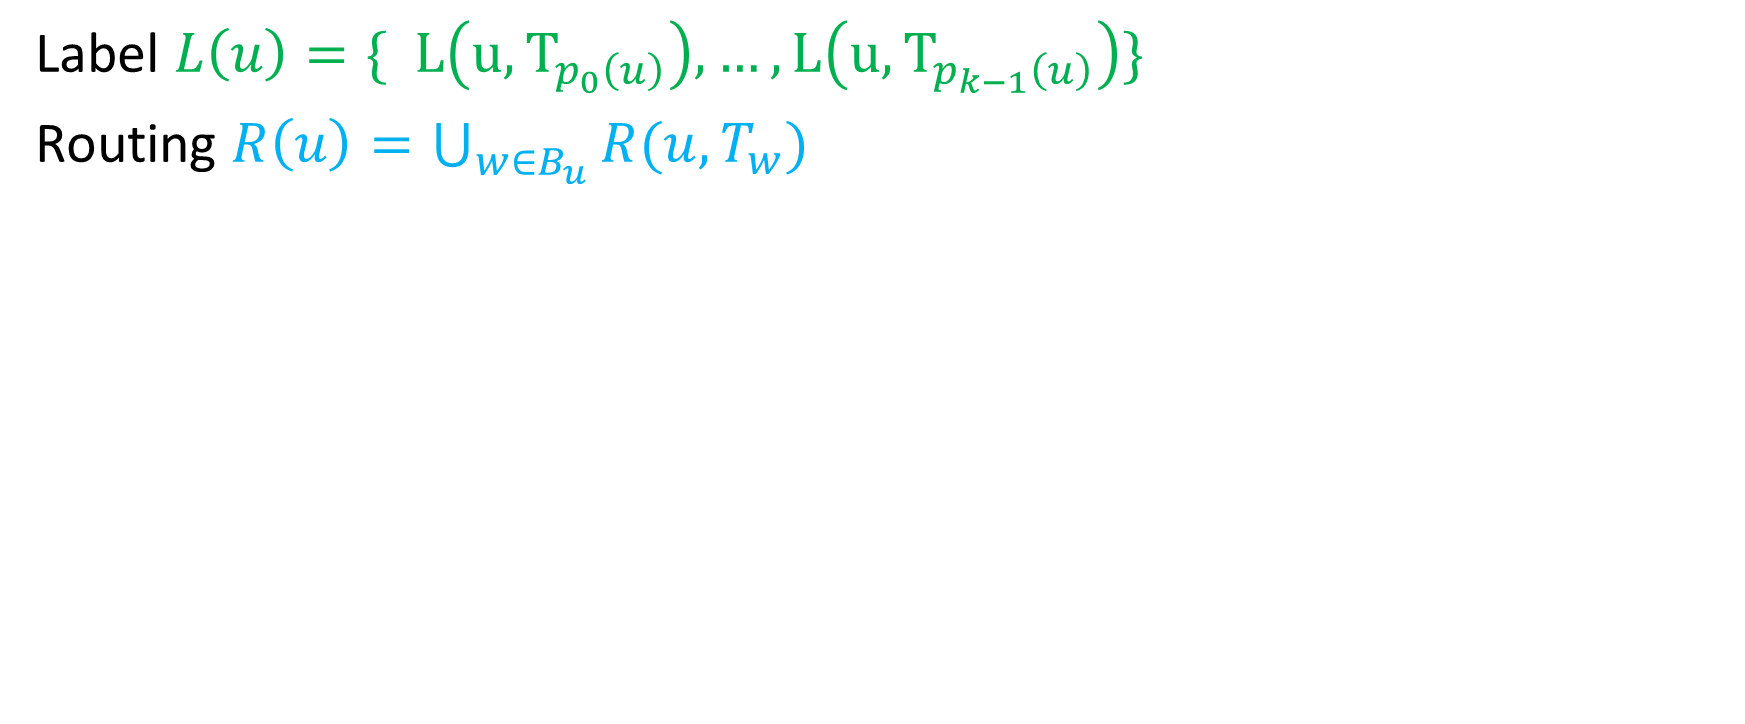 Label L(u) = { L(u, T_{p_0(u)}), … , L(u, T_{p_{k−1}(u)})}
Routing R(u) = ⋃_{w∈B_u} R(u, T_w)